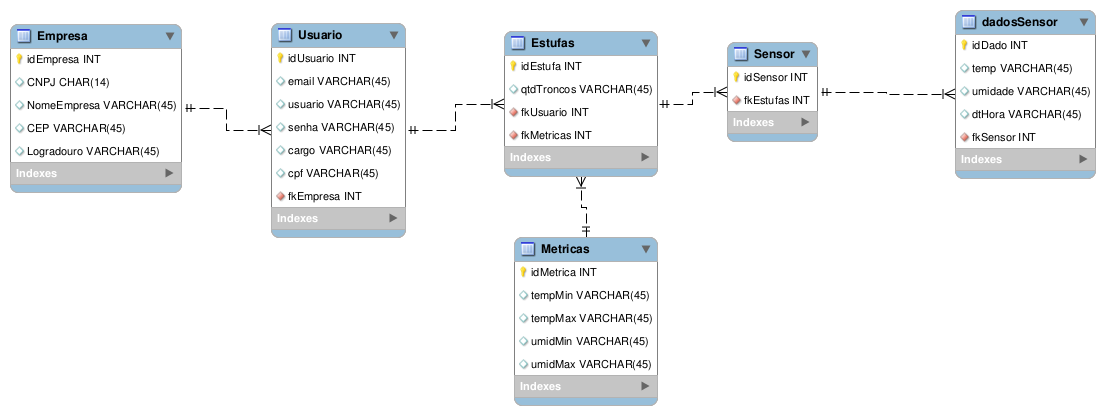 Empresa
idEmpresa INT
CNPJ CHAR(14)
NomeEmpresa VARCHAR(45)
CEP VARCHAR(45)
Logradouro VARCHAR(45)
Indexes
Usuario
idUsuario INT
email VARCHAR(45)
usuario VARCHAR(45)
senha VARCHAR(45)
cargo VARCHAR(45)
cpf VARCHAR(45)
fkEmpresa INT
Indexes
Estufas
idEstufa INT
qtdTroncos VARCHAR(45)
fkUsuario INT
fkMetricas INT
Indexes
Sensor
idSensor INT
fkEstufas INT
Indexes
dadosSensor
idDado INT
temp VARCHAR(45)
umidade VARCHAR(45)
dtHora VARCHAR(45)
fkSensor INT
Indexes
Metricas
idMetrica INT
tempMin VARCHAR(45)
tempMax VARCHAR(45)
umidMin VARCHAR(45)
umidMax VARCHAR(45)
Indexes